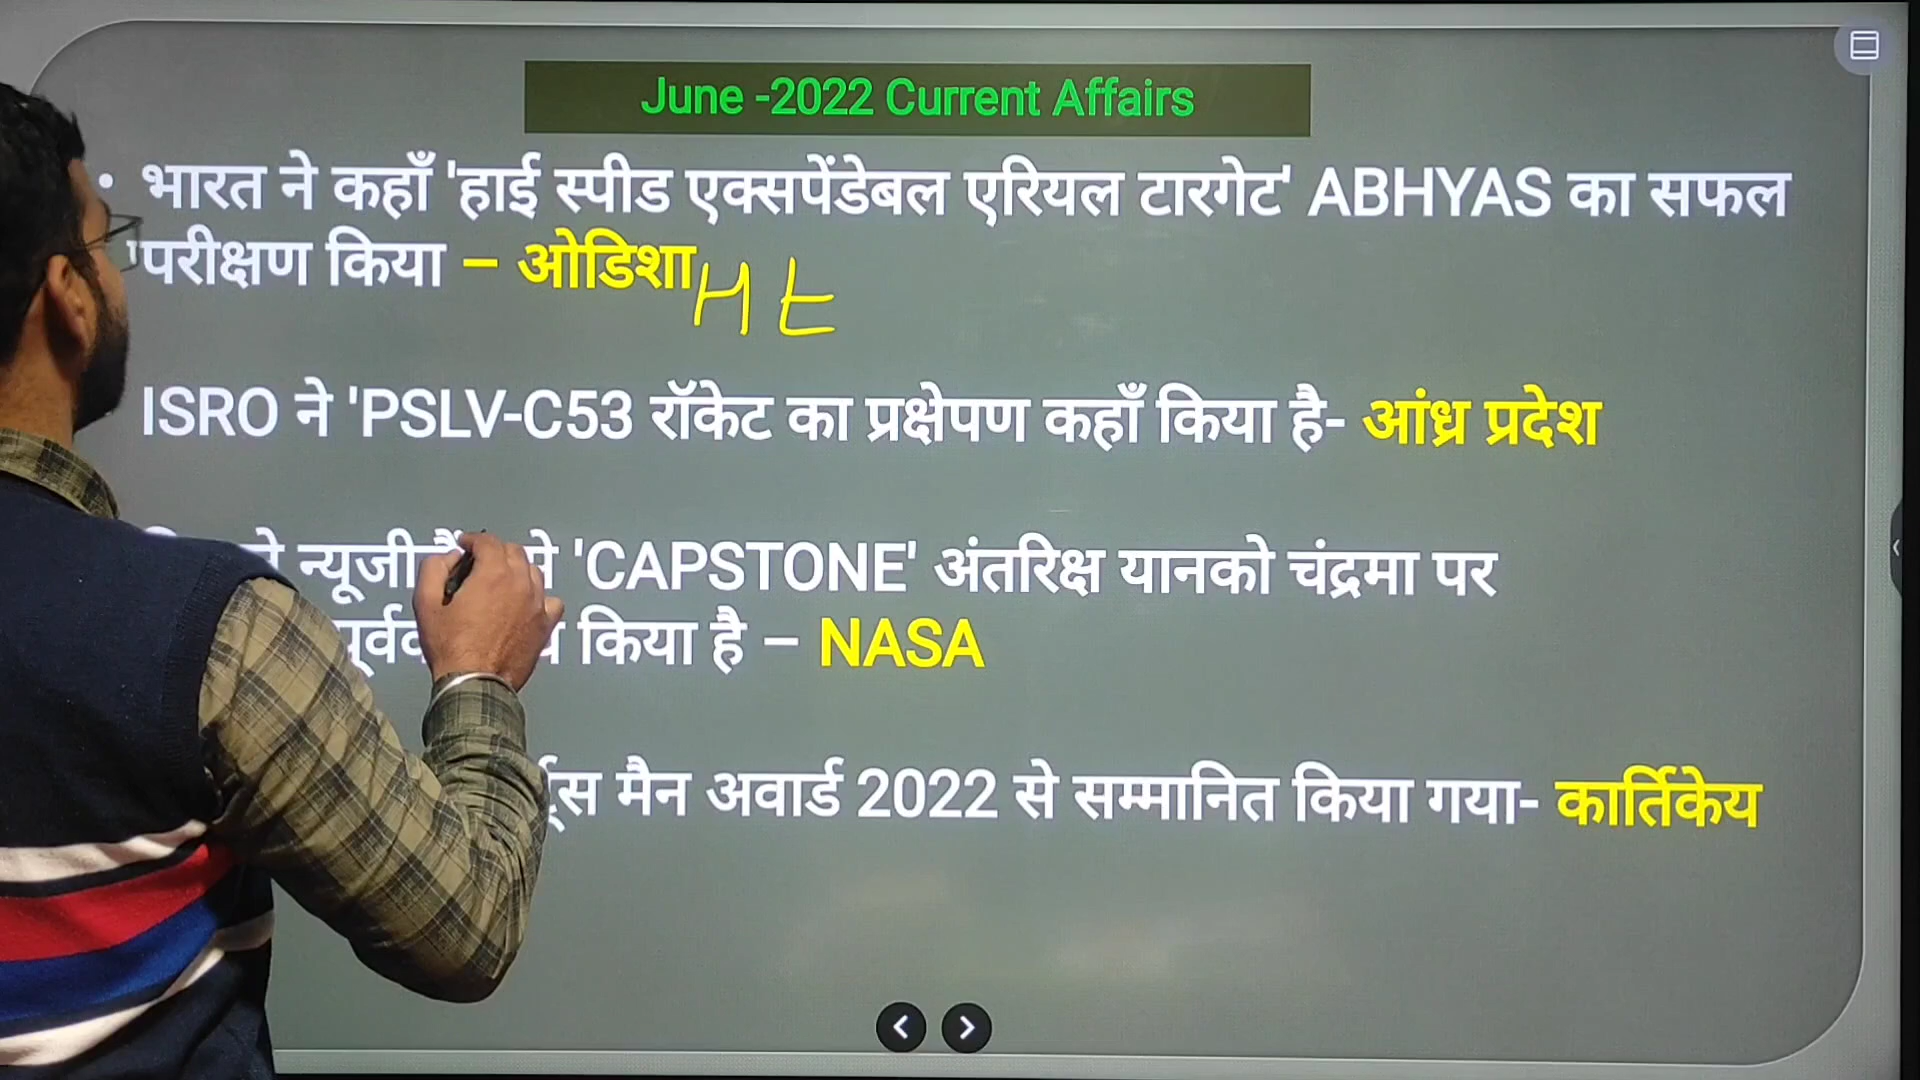 June -2022 Current Affairs
• भारत ने कहाँ 'हाई स्पीड एक्सपेंडेबल एरियल टारगेट' ABHYAS का सफल
परीक्षण किया – ओडिशा
ISRO ने 'PSLV-C53 रॉकेट का प्रक्षेपण कहाँ किया है- आंध्र प्रदेश
'CAPSTONE' अंतरिक्ष यानको चंद्रमा पर
किया है – NASA
मैन अवार्ड 2022 से सम्मानित किया गया- कार्तिकेय